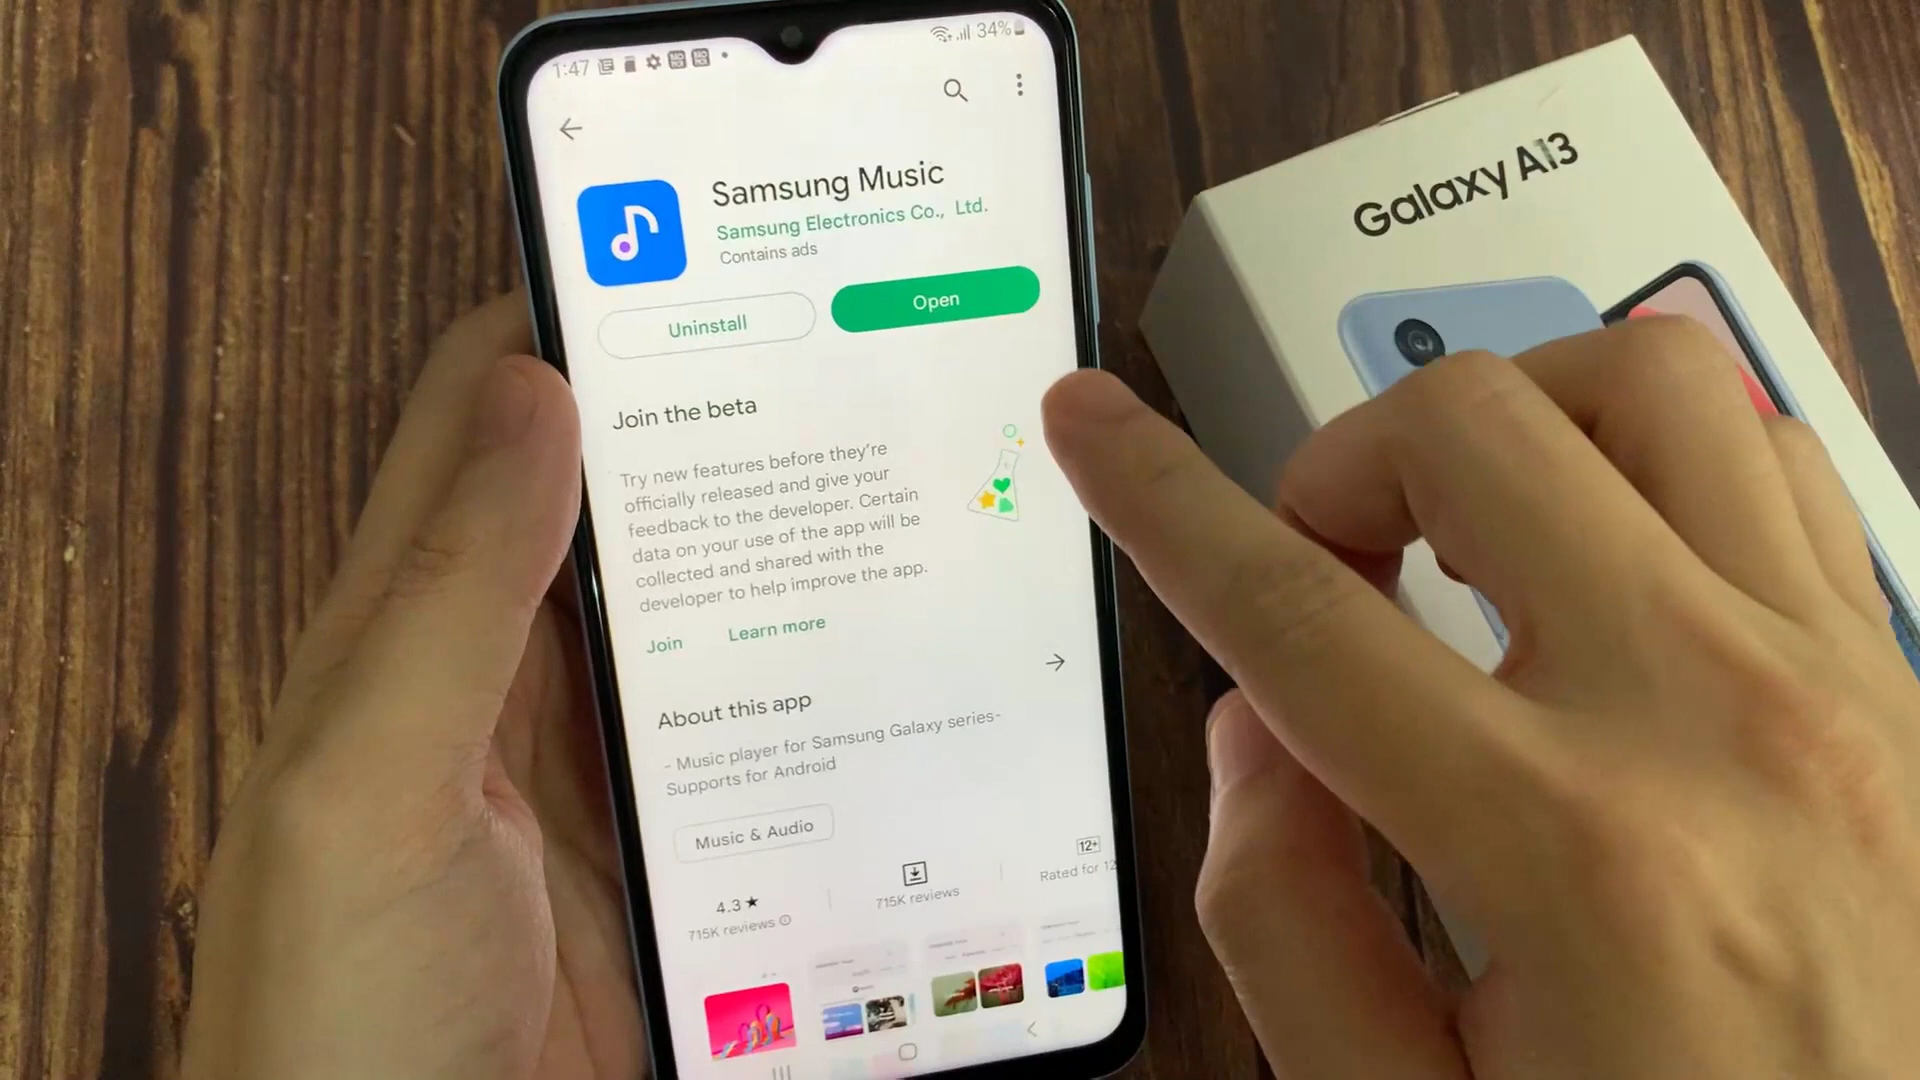 1:47
34%
Samsung Music
Samsung Electronics Co., Ltd.
Contains ads
Uninstall
Open
Join the beta
Try new features before they're
officially released and give your
feedback to the developer. Certain
data on your use of the app will be
collected and shared with the
developer to help improve the app.
Join
Learn more
About this app
- Music player for Samsung Galaxy series-
Supports for Android
Music & Audio
4.3 ★
715K reviews
715K reviews
12+
Rated for 12
Galaxy A13